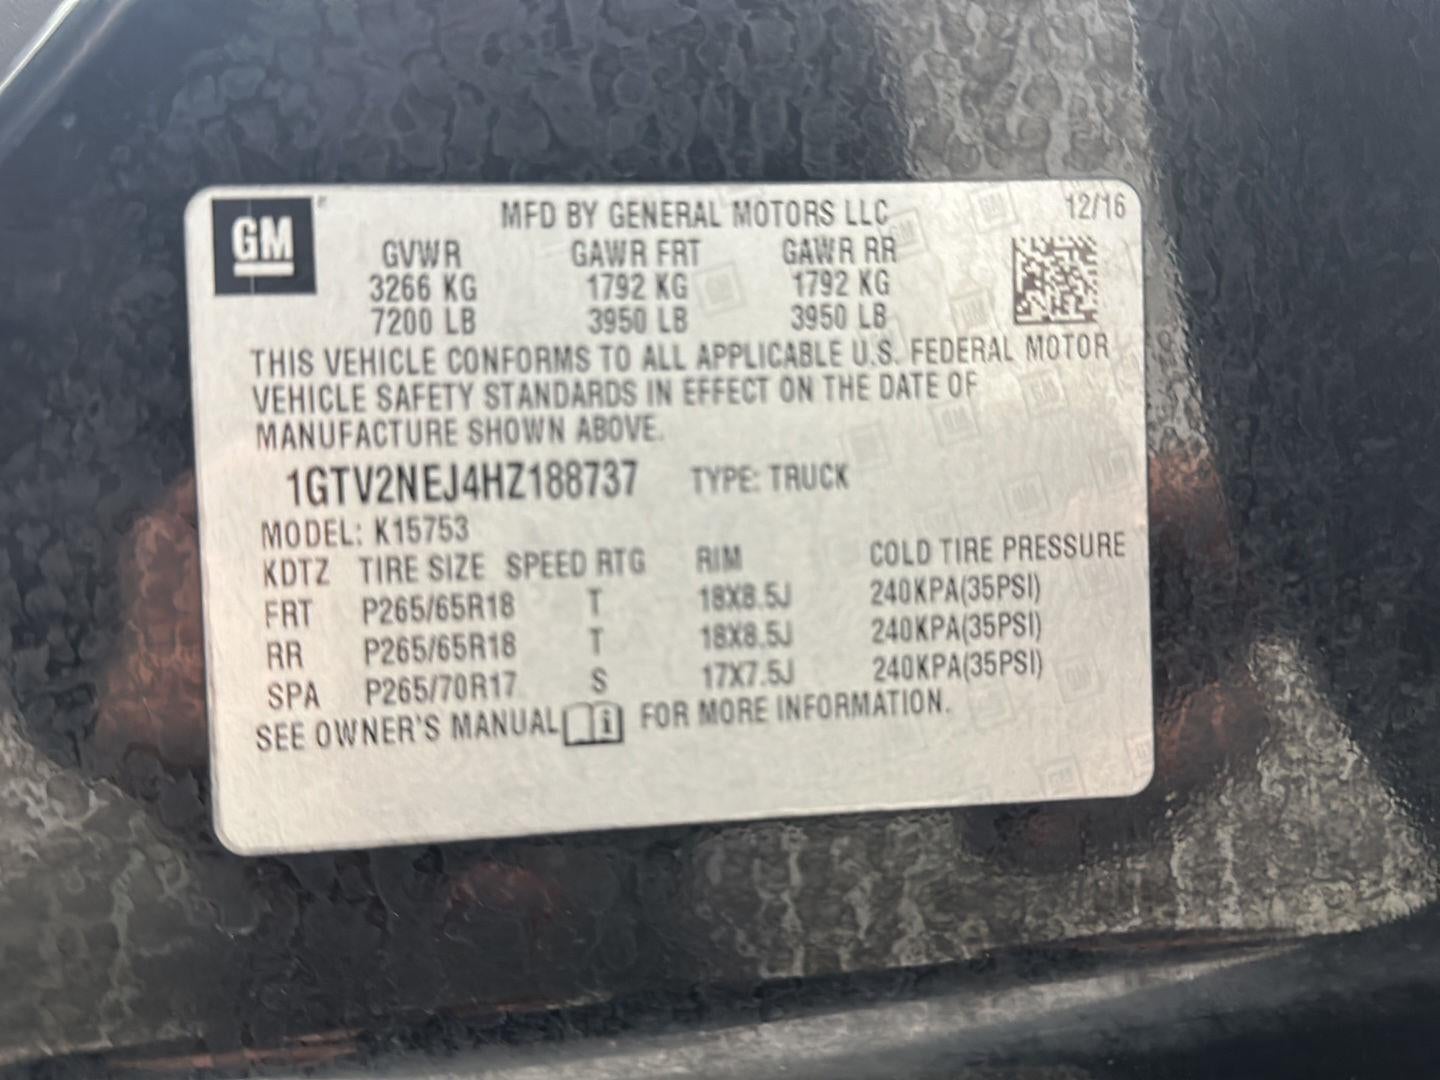 GM MFD BY GENERAL MOTORS LLC 12/16
GVWR GAWR FRT GAWR RR
3266 KG 1792 KG 1792 KG
7200 LB 3950 LB 3950 LB
THIS VEHICLE CONFORMS TO ALL APPLICABLE U.S. FEDERAL MOTOR
VEHICLE SAFETY STANDARDS IN EFFECT ON THE DATE OF
MANUFACTURE SHOWN ABOVE.
1GTV2NEJ4HZ188737 TYPE: TRUCK
MODEL: K15753
KDTZ TIRE SIZE SPEED RTG RIM COLD TIRE PRESSURE
FRT P265/65R18 T 18X8.5J 240KPA(35PSI)
RR P265/65R18 T 18X8.5J 240KPA(35PSI)
SPA P265/70R17 S 17X7.5J 240KPA(35PSI)
SEE OWNER'S MANUAL i FOR MORE INFORMATION.